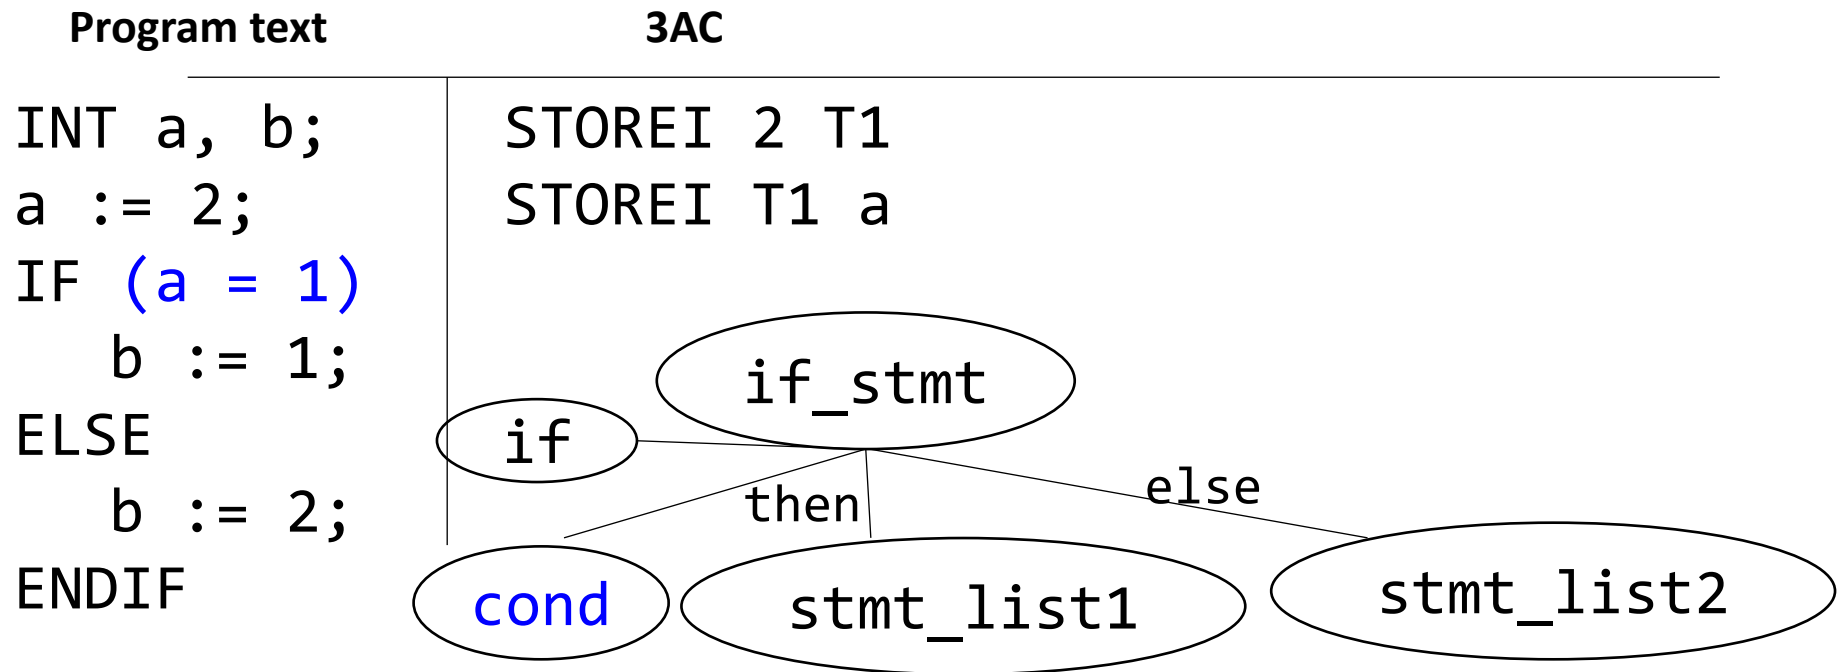 Program text 3AC
INT a, b; STOREI 2 T1
a := 2; STOREI T1 a
IF (a = 1)
b := 1;
if_stmt
ELSE
if
then
else
b := 2;
ENDIF
cond
stmt_list1
stmt_list2